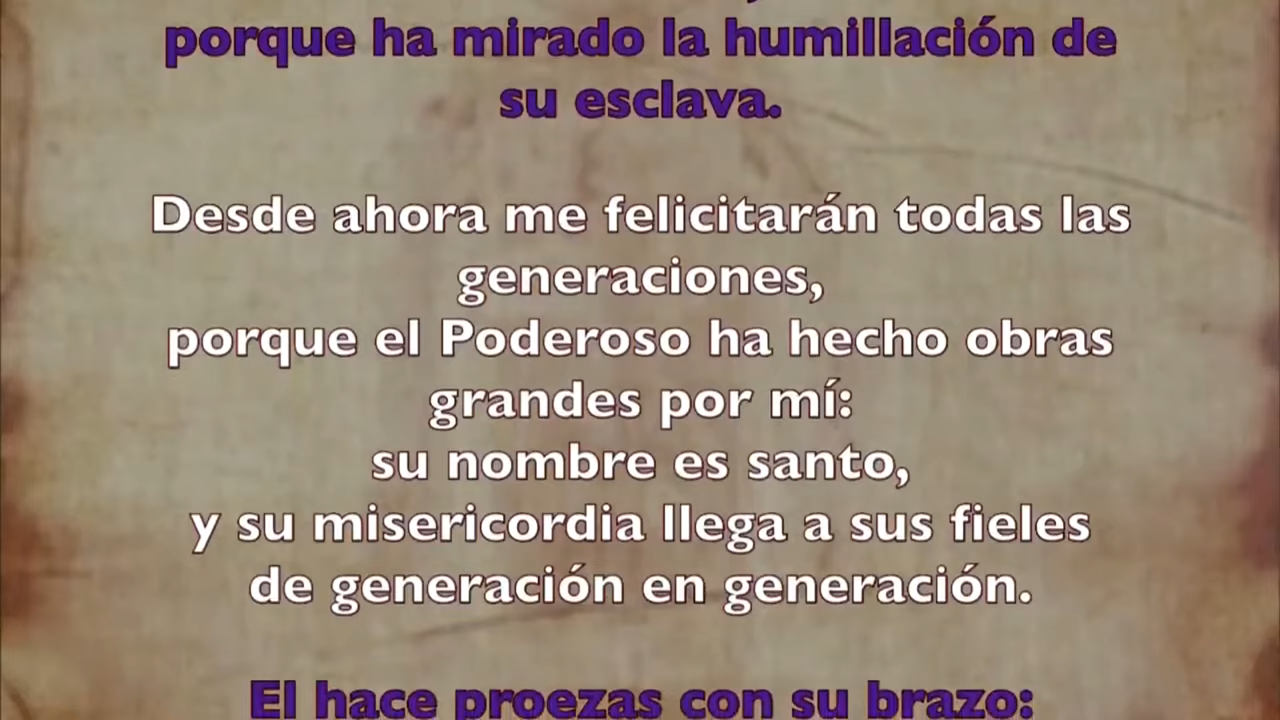 porque ha mirado la humillación de
su esclava.
Desde ahora me felicitarán todas las
generaciones,
porque el Poderoso ha hecho obras
grandes por mí:
su nombre es santo,
y su misericordia llega a sus fieles
de generación en generación.
El hace proezas con su brazo: